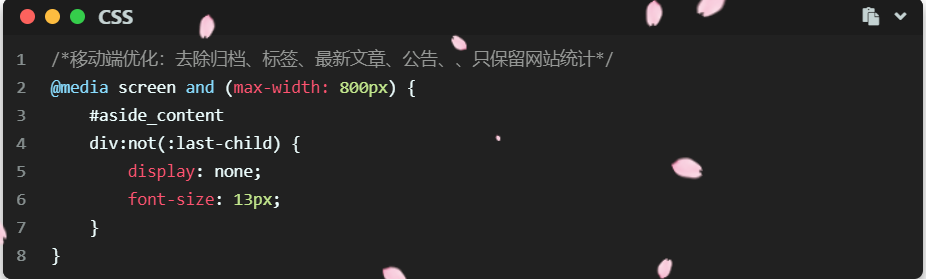 CSS
1 /*移动端优化：去除归档、标签、最新文章、公告、、只保留网站统计*/
2 @media screen and (max-width: 800px) {
3     #aside_content
4     div:not(:last-child) {
5         display: none;
6         font-size: 13px;
7     }
8 }